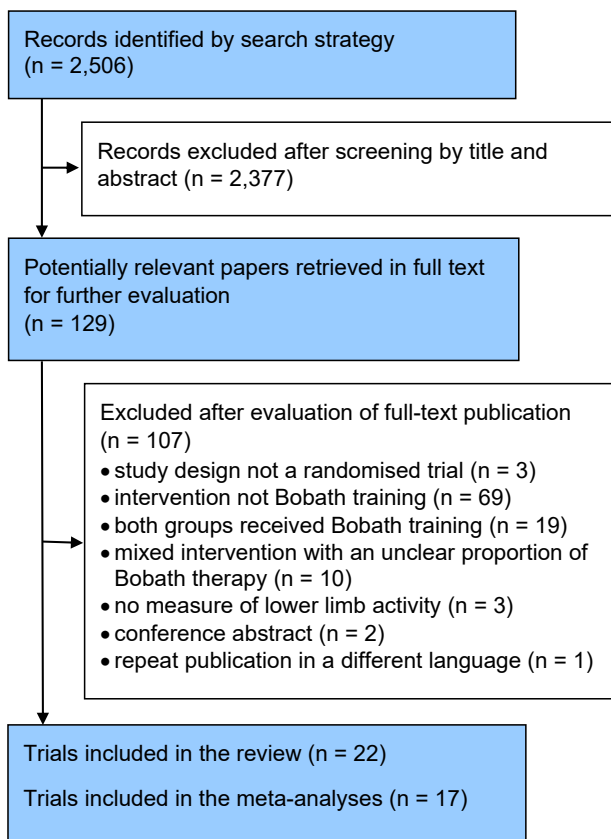 Records identified by search strategy
(n = 2,506)
Records excluded after screening by title and
abstract (n = 2,377)
Potentially relevant papers retrieved in full text
for further evaluation
(n = 129)
Excluded after evaluation of full-text publication
(n = 107)
• study design not a randomised trial (n = 3)
• intervention not Bobath training (n = 69)
• both groups received Bobath training (n = 19)
• mixed intervention with an unclear proportion of
Bobath therapy (n = 10)
• no measure of lower limb activity (n = 3)
• conference abstract (n = 2)
• repeat publication in a different language (n = 1)
Trials included in the review (n = 22)
Trials included in the meta-analyses (n = 17)